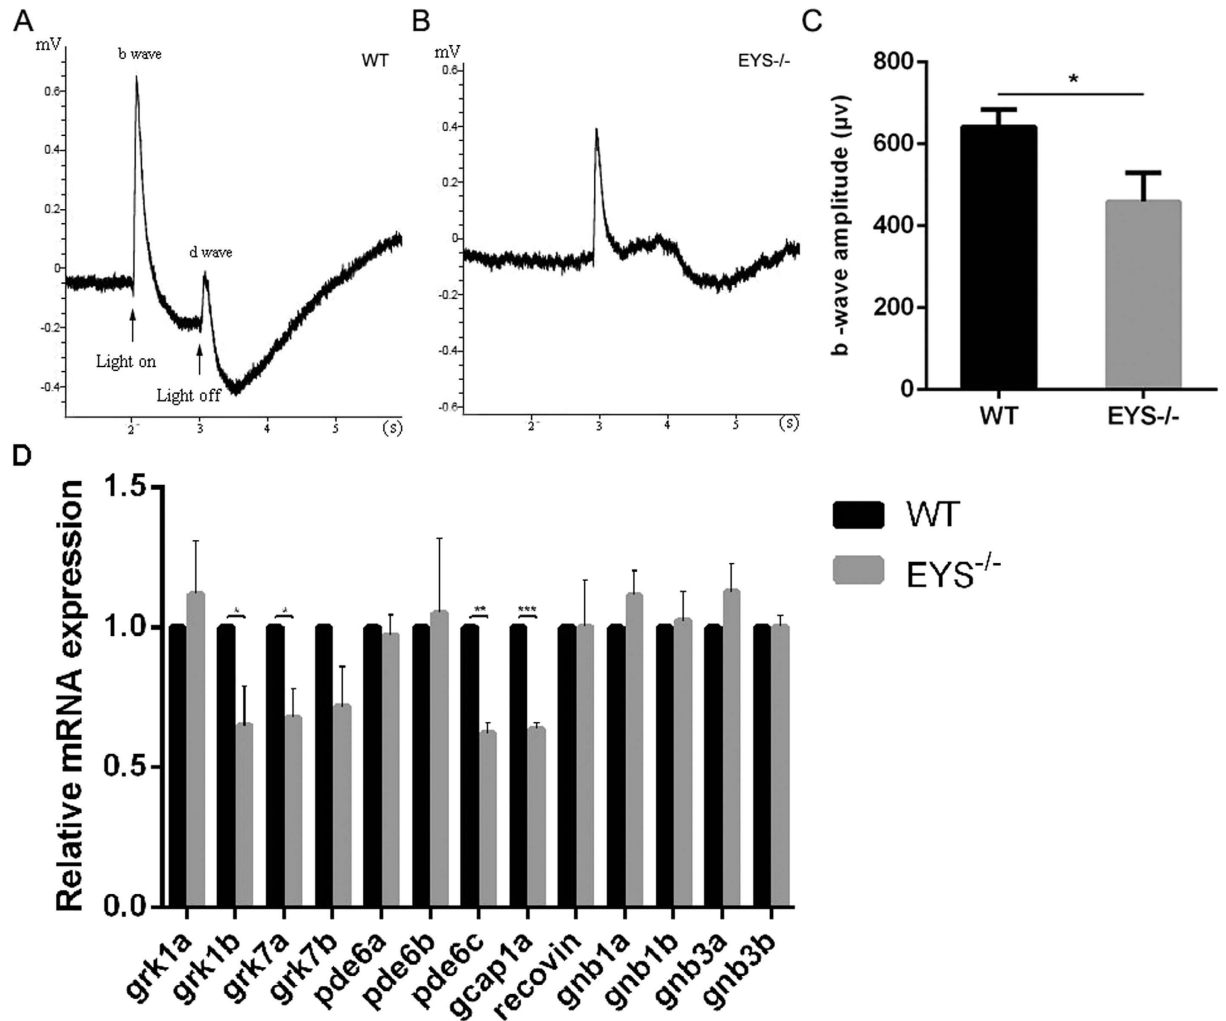 A
mV
b wave
WT
0.6
0.4
0.2
0
-0.2
-0.4
d wave
Light on
Light off
2
3
4
5
(s)
B
mV
EYS-/-
0.6
0.4
0.2
0
-0.2
-0.4
-0.6
2
3
4
5
(s)
C
b -wave amplitude (μv)
800
600
400
200
0
*
WT
EYS-/-
D
Relative mRNA expression
1.5
1.0
0.5
0.0
*
*
**
***
WT
EYS-/-
grk1a
grk1b
grk7a
grk7b
pde6a
pde6b
pde6c
gcap1a
recovin
gnb1a
gnb1b
gnb3a
gnb3b